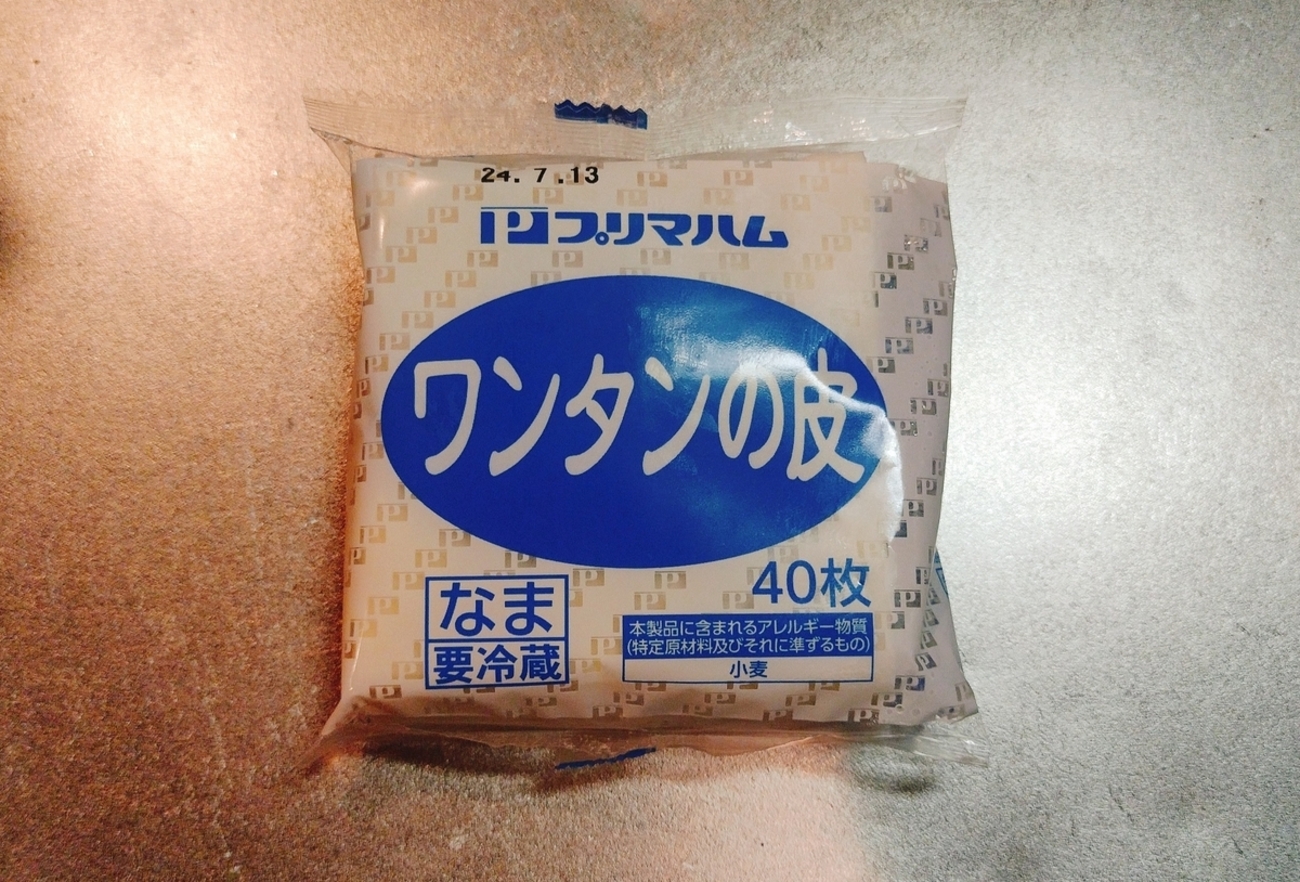 24. 7.13
プリマハム
ワンタンの皮
40枚
なま
要冷蔵
本製品に含まれるアレルギー物質
(特定原材料及びそれに準ずるもの)
小麦